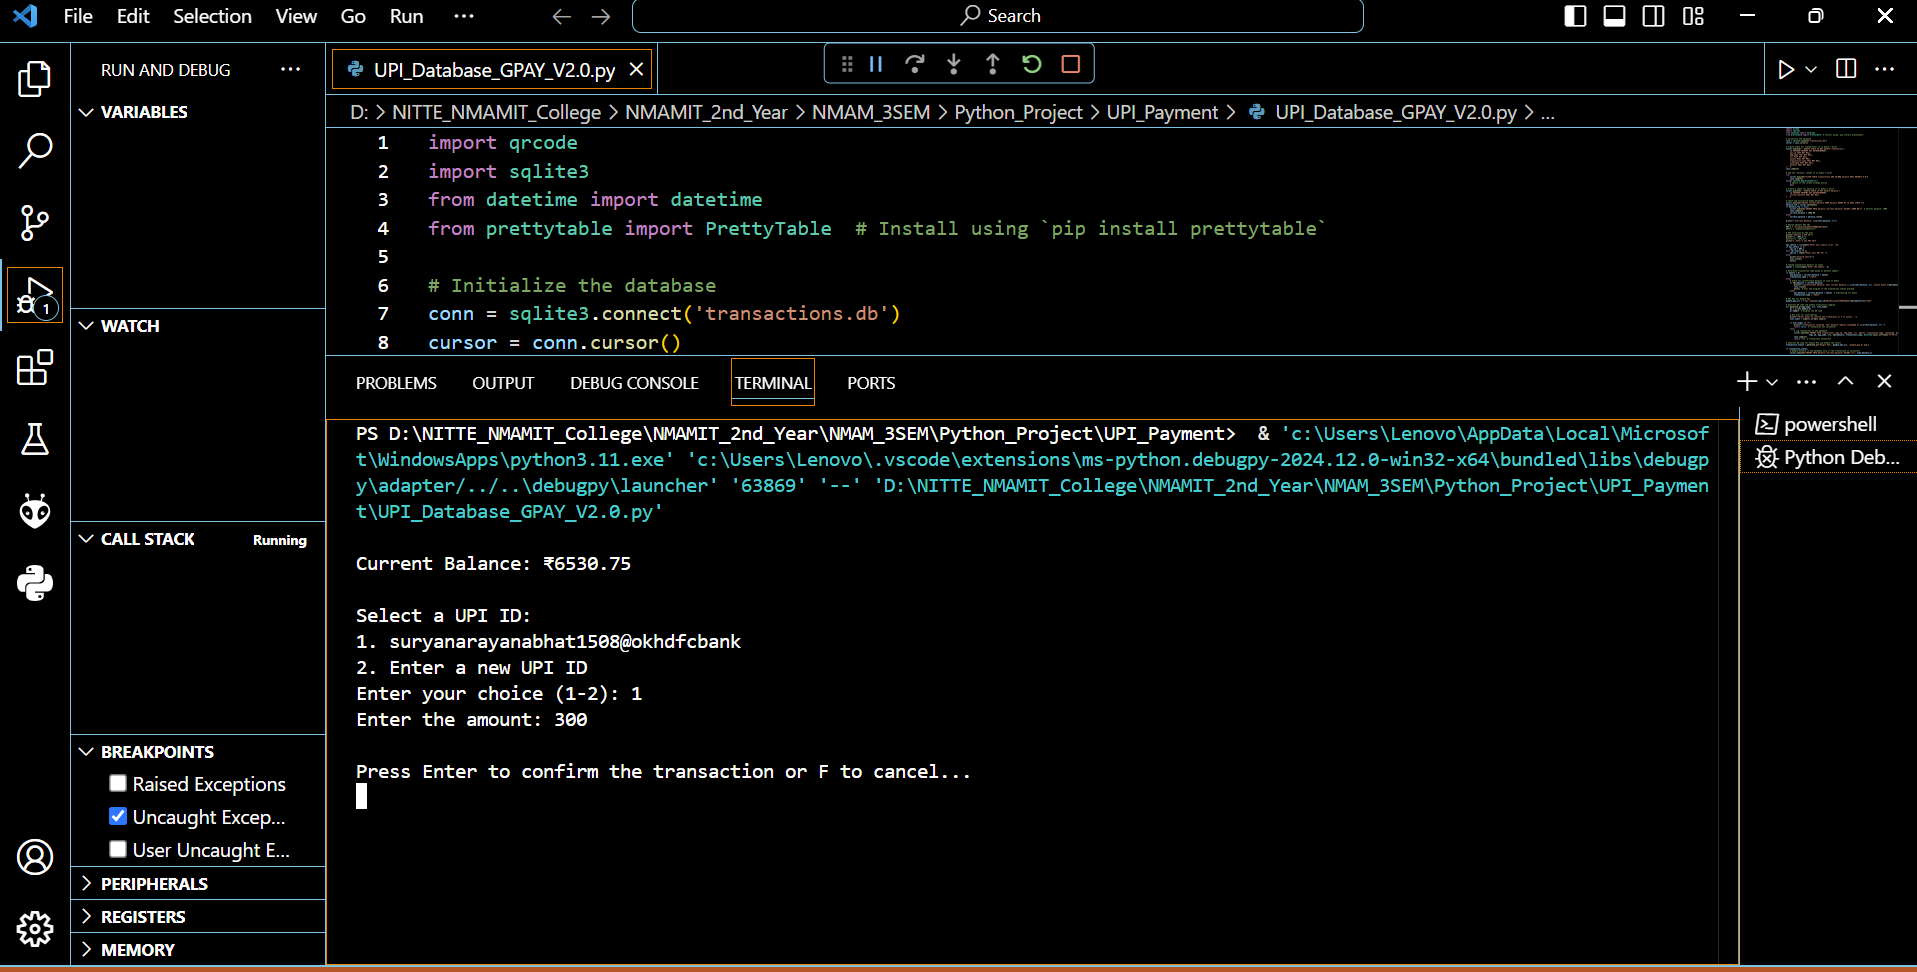 File Edit Selection View Go Run ... Search
RUN AND DEBUG ...
VARIABLES
WATCH
CALL STACK Running
BREAKPOINTS
Raised Exceptions
Uncaught Excep...
User Uncaught E...
PERIPHERALS
REGISTERS
MEMORY
1
UPI_Database_GPAY_V2.0.py
D: > NITTE_NMAMIT_College > NMAMIT_2nd_Year > NMAM_3SEM > Python_Project > UPI_Payment > UPI_Database_GPAY_V2.0.py > ...
1 import qrcode
2 import sqlite3
3 from datetime import datetime
4 from prettytable import PrettyTable # Install using `pip install prettytable`
5
6 # Initialize the database
7 conn = sqlite3.connect('transactions.db')
8 cursor = conn.cursor()
PROBLEMS OUTPUT DEBUG CONSOLE TERMINAL PORTS
PS D:\NITTE_NMAMIT_College\NMAMIT_2nd_Year\NMAM_3SEM\Python_Project\UPI_Payment> & 'c:\Users\Lenovo\AppData\Local\Microsof
t\WindowsApps\python3.11.exe' 'c:\Users\Lenovo\.vscode\extensions\ms-python.debugpy-2024.12.0-win32-x64\bundled\libs\debugp
y\adapter/../..\debugpy\launcher' '63869' '--' 'D:\NITTE_NMAMIT_College\NMAMIT_2nd_Year\NMAM_3SEM\Python_Project\UPI_Paymen
t\UPI_Database_GPAY_V2.0.py'
Current Balance: ₹6530.75
Select a UPI ID:
1. suryanarayanabhat1508@okhdfcbank
2. Enter a new UPI ID
Enter your choice (1-2): 1
Enter the amount: 300
Press Enter to confirm the transaction or F to cancel...
powershell
Python Deb...